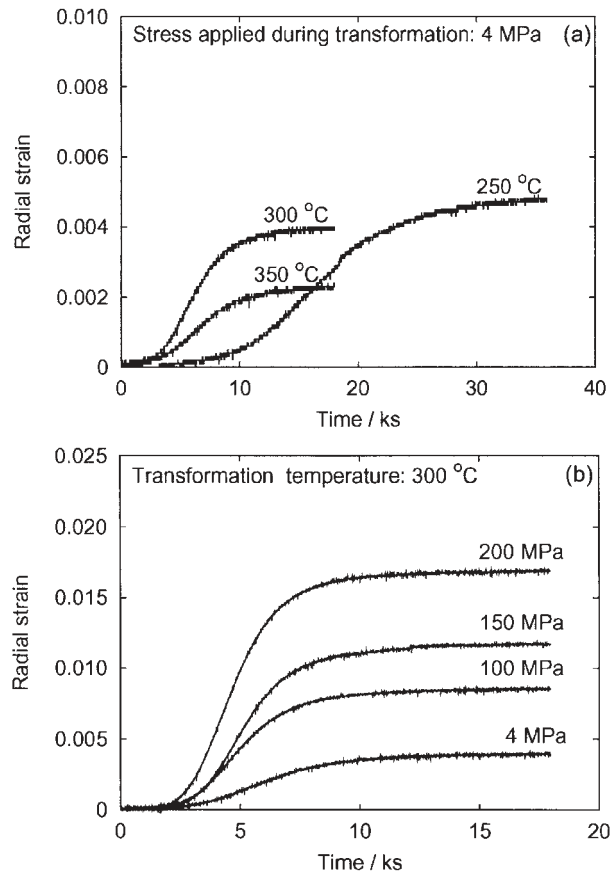 0.010
Stress applied during transformation: 4 MPa (a)
0.008
0.006
250 °C
0.004
300 °C
350 °C
0.002
0
Radial strain
0 10 20 30 40
Time / ks
0.025
Transformation temperature: 300 °C (b)
0.020
200 MPa
0.015
150 MPa
0.010
100 MPa
0.005
4 MPa
0
Radial strain
0 5 10 15 20
Time / ks